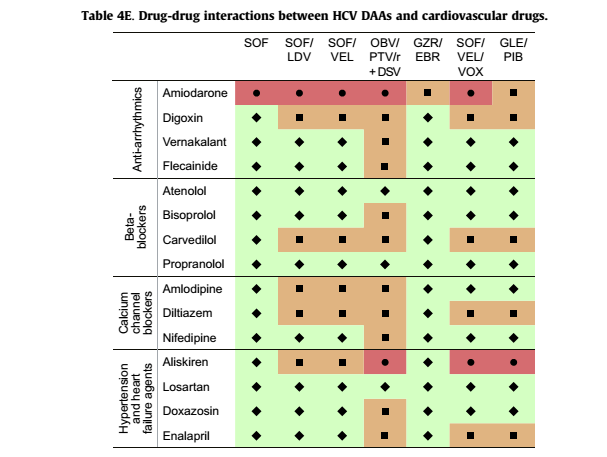 Table 4E. Drug-drug interactions between HCV DAAs and cardiovascular drugs.
SOF SOF/ SOF/ OBV/ GZR/ SOF/ GLE/
LDV VEL PTV/r EBR VEL/ PIB
+DSV VOX
Anti-arrhythmics
Amiodarone ● ● ● ● ■ ● ■
Digoxin ◆ ■ ■ ■ ◆ ■ ■
Vernakalant ◆ ◆ ◆ ■ ◆ ◆ ◆
Flecainide ◆ ◆ ◆ ■ ◆ ◆ ◆
Beta-
blockers
Atenolol ◆ ◆ ◆ ◆ ◆ ◆ ◆
Bisoprolol ◆ ◆ ◆ ■ ◆ ◆ ◆
Carvedilol ◆ ■ ■ ■ ◆ ■ ■
Propranolol ◆ ◆ ◆ ◆ ◆ ◆ ◆
Calcium
channel
blockers
Amlodipine ◆ ■ ■ ■ ◆ ◆ ◆
Diltiazem ◆ ■ ■ ■ ◆ ■ ■
Nifedipine ◆ ◆ ◆ ■ ◆ ◆ ◆
Hypertension
and heart
failure agents
Aliskiren ◆ ■ ■ ● ◆ ● ●
Losartan ◆ ◆ ◆ ◆ ◆ ◆ ◆
Doxazosin ◆ ◆ ◆ ■ ◆ ◆ ◆
Enalapril ◆ ◆ ◆ ■ ◆ ■ ■